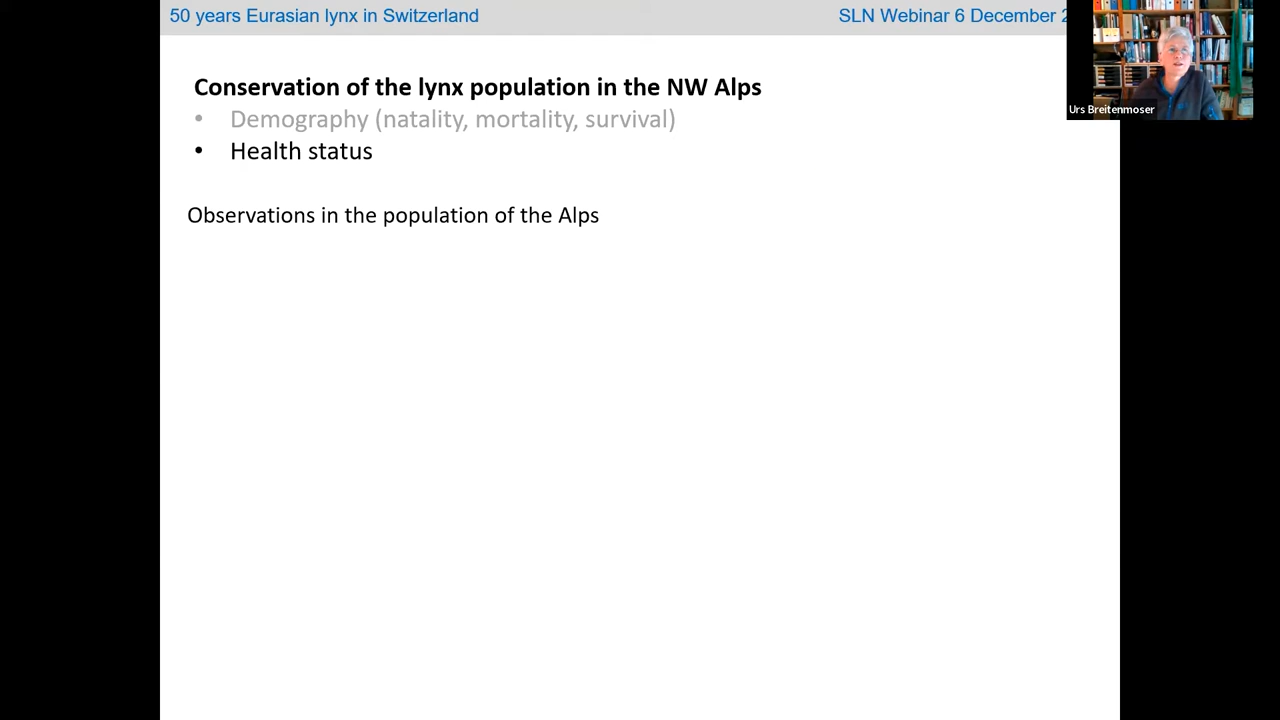 50 years Eurasian lynx in Switzerland
SLN Webinar 6 December
Urs Breitenmoser
Conservation of the lynx population in the NW Alps
• Demography (natality, mortality, survival)
• Health status
Observations in the population of the Alps